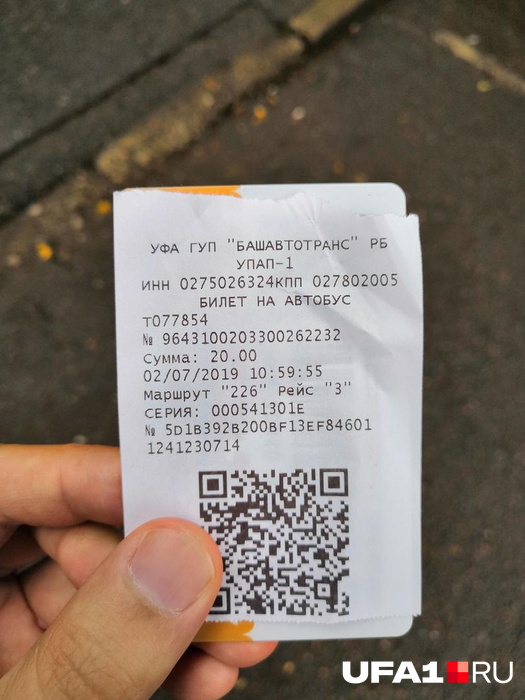 УФА ГУП "БАШАВТОТРАНС" РБ
УПАП-1
ИНН 0275026324КПП 027802005
БИЛЕТ НА АВТОБУС
Т077854
№ 9643100203300262232
Сумма: 20.00
02/07/2019 10:59:55
Маршрут "226" Рейс "3"
СЕРИЯ: 000541301Е
№ 5D1B392B200BF13EF84601
1241230714
UFA1 RU